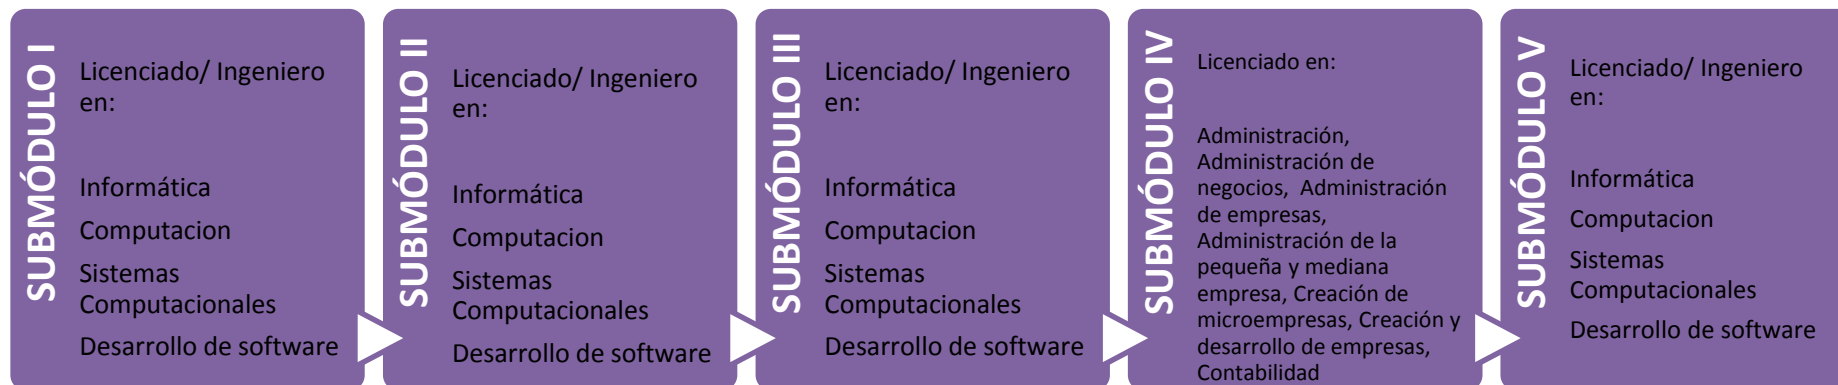 SUBMÓDULO I
Licenciado/ Ingeniero
en:
Informática
Computacion
Sistemas
Computacionales
Desarrollo de software
SUBMÓDULO II
Licenciado/ Ingeniero
en:
Informática
Computacion
Sistemas
Computacionales
Desarrollo de software
SUBMÓDULO III
Licenciado/ Ingeniero
en:
Informática
Computacion
Sistemas
Computacionales
Desarrollo de software
SUBMÓDULO IV
Licenciado en:
Administración,
Administración de
negocios, Administración
de empresas,
Administración de la
pequeña y mediana
empresa, Creación de
microempresas, Creación y
desarrollo de empresas,
Contabilidad
SUBMÓDULO V
Licenciado/ Ingeniero
en:
Informática
Computacion
Sistemas
Computacionales
Desarrollo de software